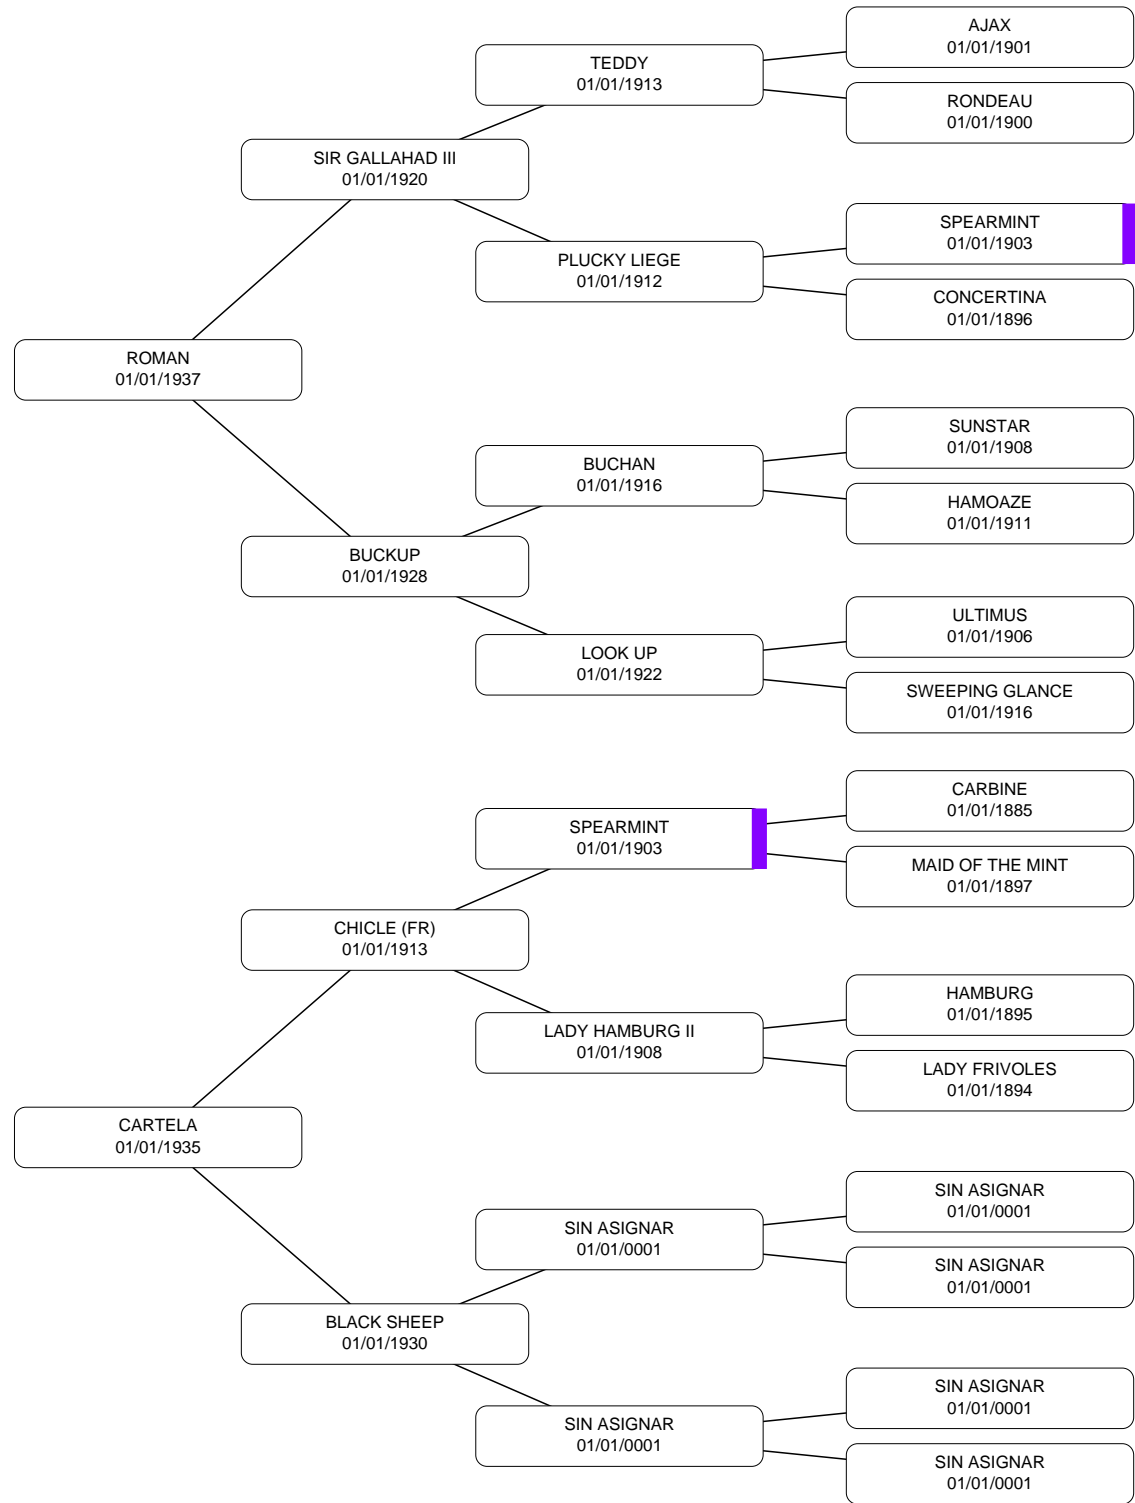 AJAX
01/01/1901
TEDDY
01/01/1913
RONDEAU
01/01/1900
SIR GALLAHAD III
01/01/1920
SPEARMINT
01/01/1903
PLUCKY LIEGE
01/01/1912
CONCERTINA
01/01/1896
ROMAN
01/01/1937
SUNSTAR
01/01/1908
BUCHAN
01/01/1916
HAMOAZE
01/01/1911
BUCKUP
01/01/1928
ULTIMUS
01/01/1906
LOOK UP
01/01/1922
SWEEPING GLANCE
01/01/1916
CARBINE
01/01/1885
SPEARMINT
01/01/1903
MAID OF THE MINT
01/01/1897
CHICLE (FR)
01/01/1913
HAMBURG
01/01/1895
LADY HAMBURG II
01/01/1908
LADY FRIVOLES
01/01/1894
CARTELA
01/01/1935
SIN ASIGNAR
01/01/0001
SIN ASIGNAR
01/01/0001
SIN ASIGNAR
01/01/0001
BLACK SHEEP
01/01/1930
SIN ASIGNAR
01/01/0001
SIN ASIGNAR
01/01/0001
SIN ASIGNAR
01/01/0001